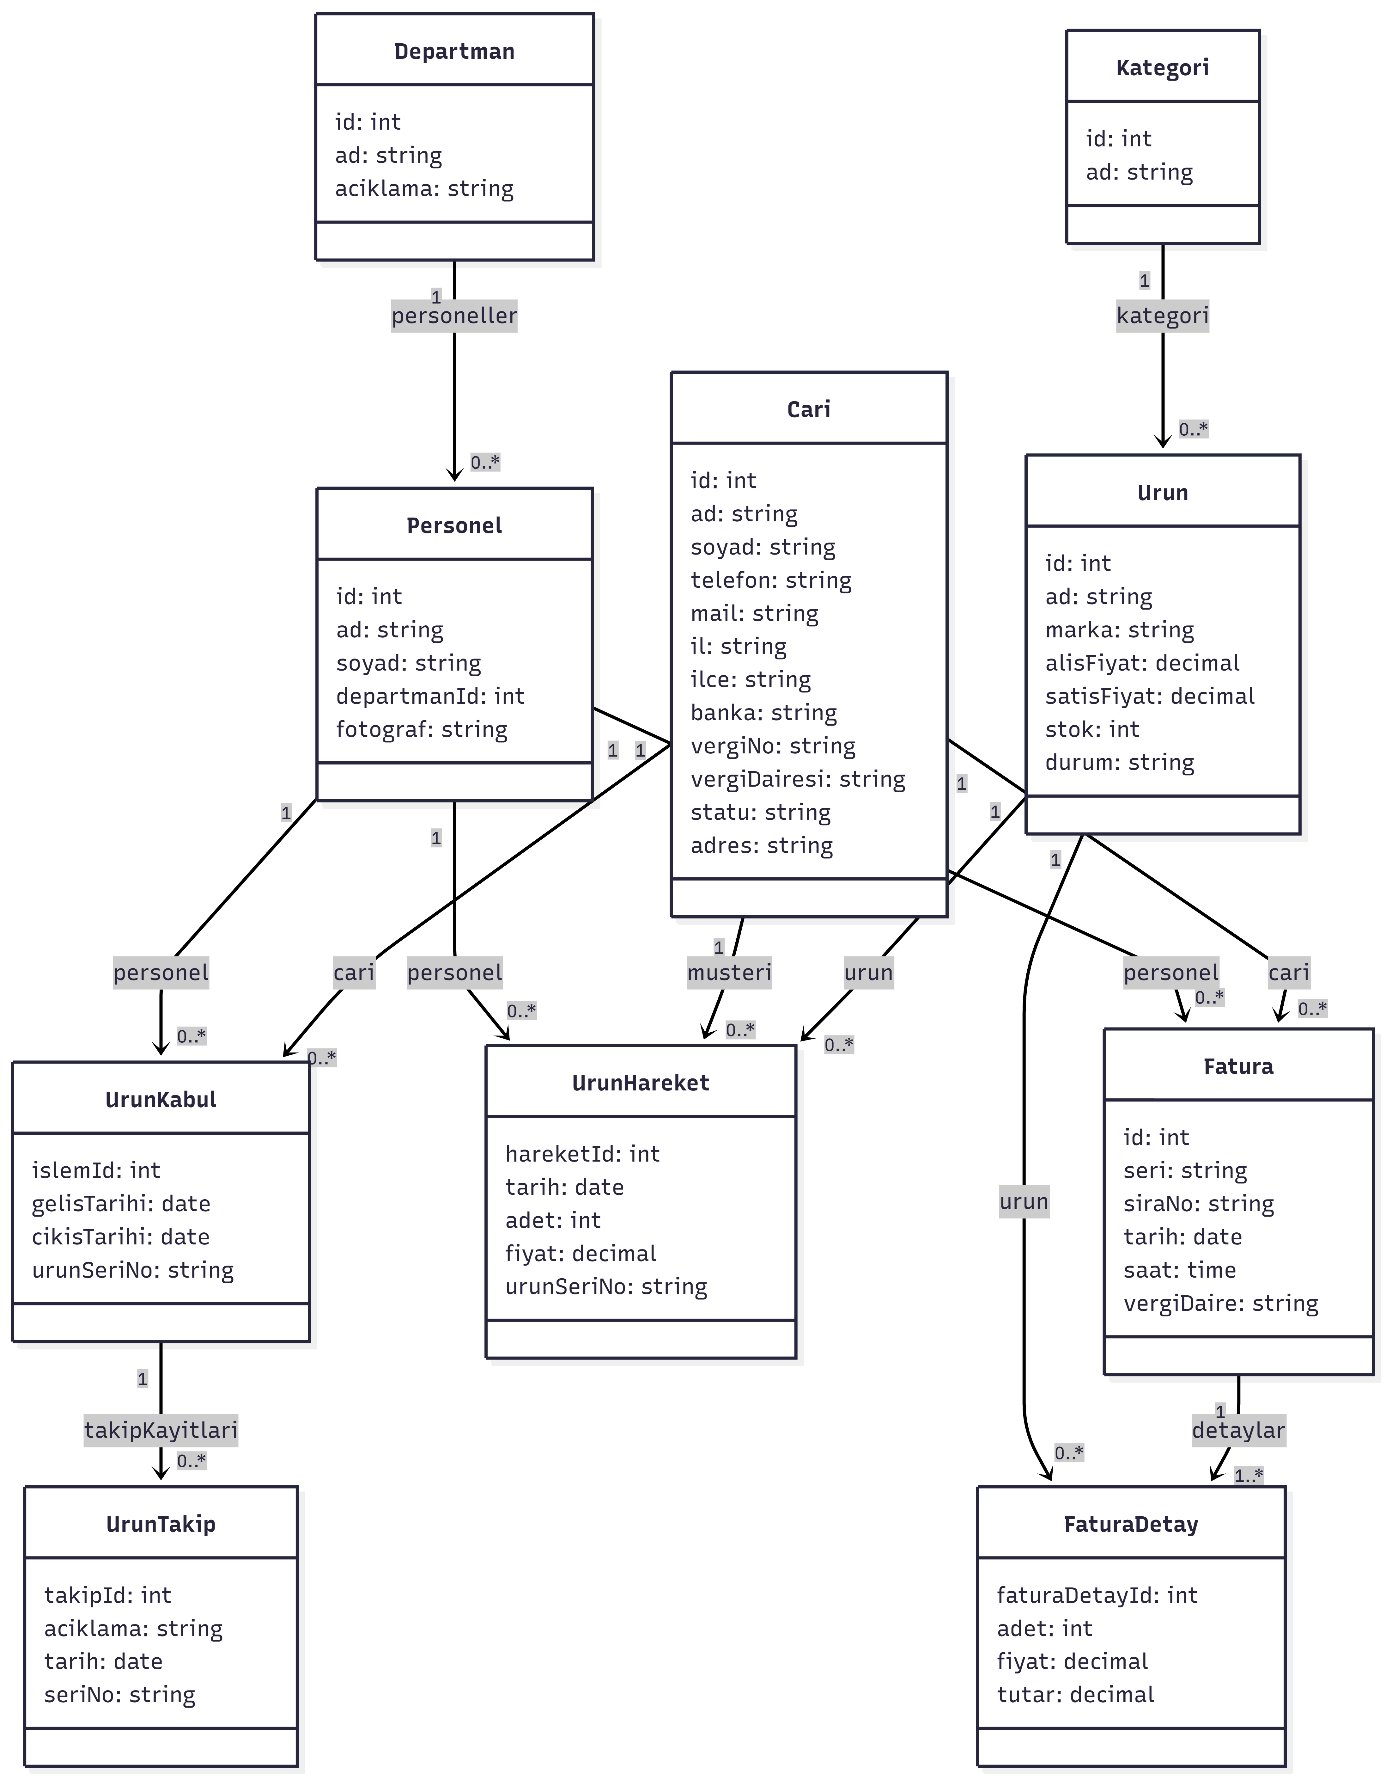 Departman
id: int
ad: string
aciklama: string
Kategori
id: int
ad: string
1
personeller
0..*
1
kategori
0..*
Cari
id: int
ad: string
soyad: string
telefon: string
mail: string
il: string
ilce: string
banka: string
vergiNo: string
vergiDairesi: string
statu: string
adres: string
Urun
id: int
ad: string
marka: string
alisFiyat: decimal
satisFiyat: decimal
stok: int
durum: string
Personel
id: int
ad: string
soyad: string
departmanId: int
fotograf: string
1
1
1
1
1
1
1
1
personel
0..*
cari
0..*
personel
0..*
musteri
0..*
urun
0..*
personel
0..*
cari
0..*
UrunKabul
islemId: int
gelisTarihi: date
cikisTarihi: date
urunSeriNo: string
UrunHareket
hareketId: int
tarih: date
adet: int
fiyat: decimal
urunSeriNo: string
urun
0..*
Fatura
id: int
seri: string
siraNo: string
tarih: date
saat: time
vergiDaire: string
1
takipKayitlari
0..*
1
detaylar
1..*
UrunTakip
takipId: int
aciklama: string
tarih: date
seriNo: string
FaturaDetay
faturaDetayId: int
adet: int
fiyat: decimal
tutar: decimal